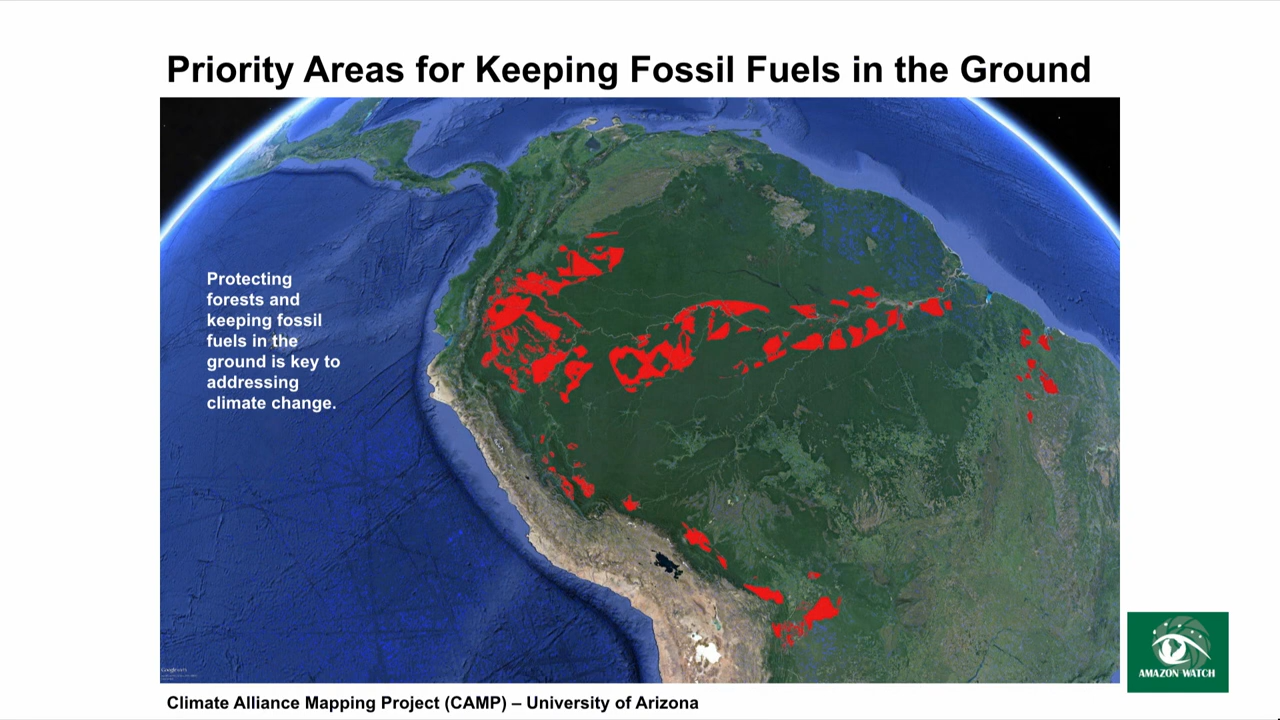 Priority Areas for Keeping Fossil Fuels in the Ground
Protecting
forests and
keeping fossil
fuels in the
ground is key to
addressing
climate change.
AMAZON WATCH
Climate Alliance Mapping Project (CAMP) – University of Arizona